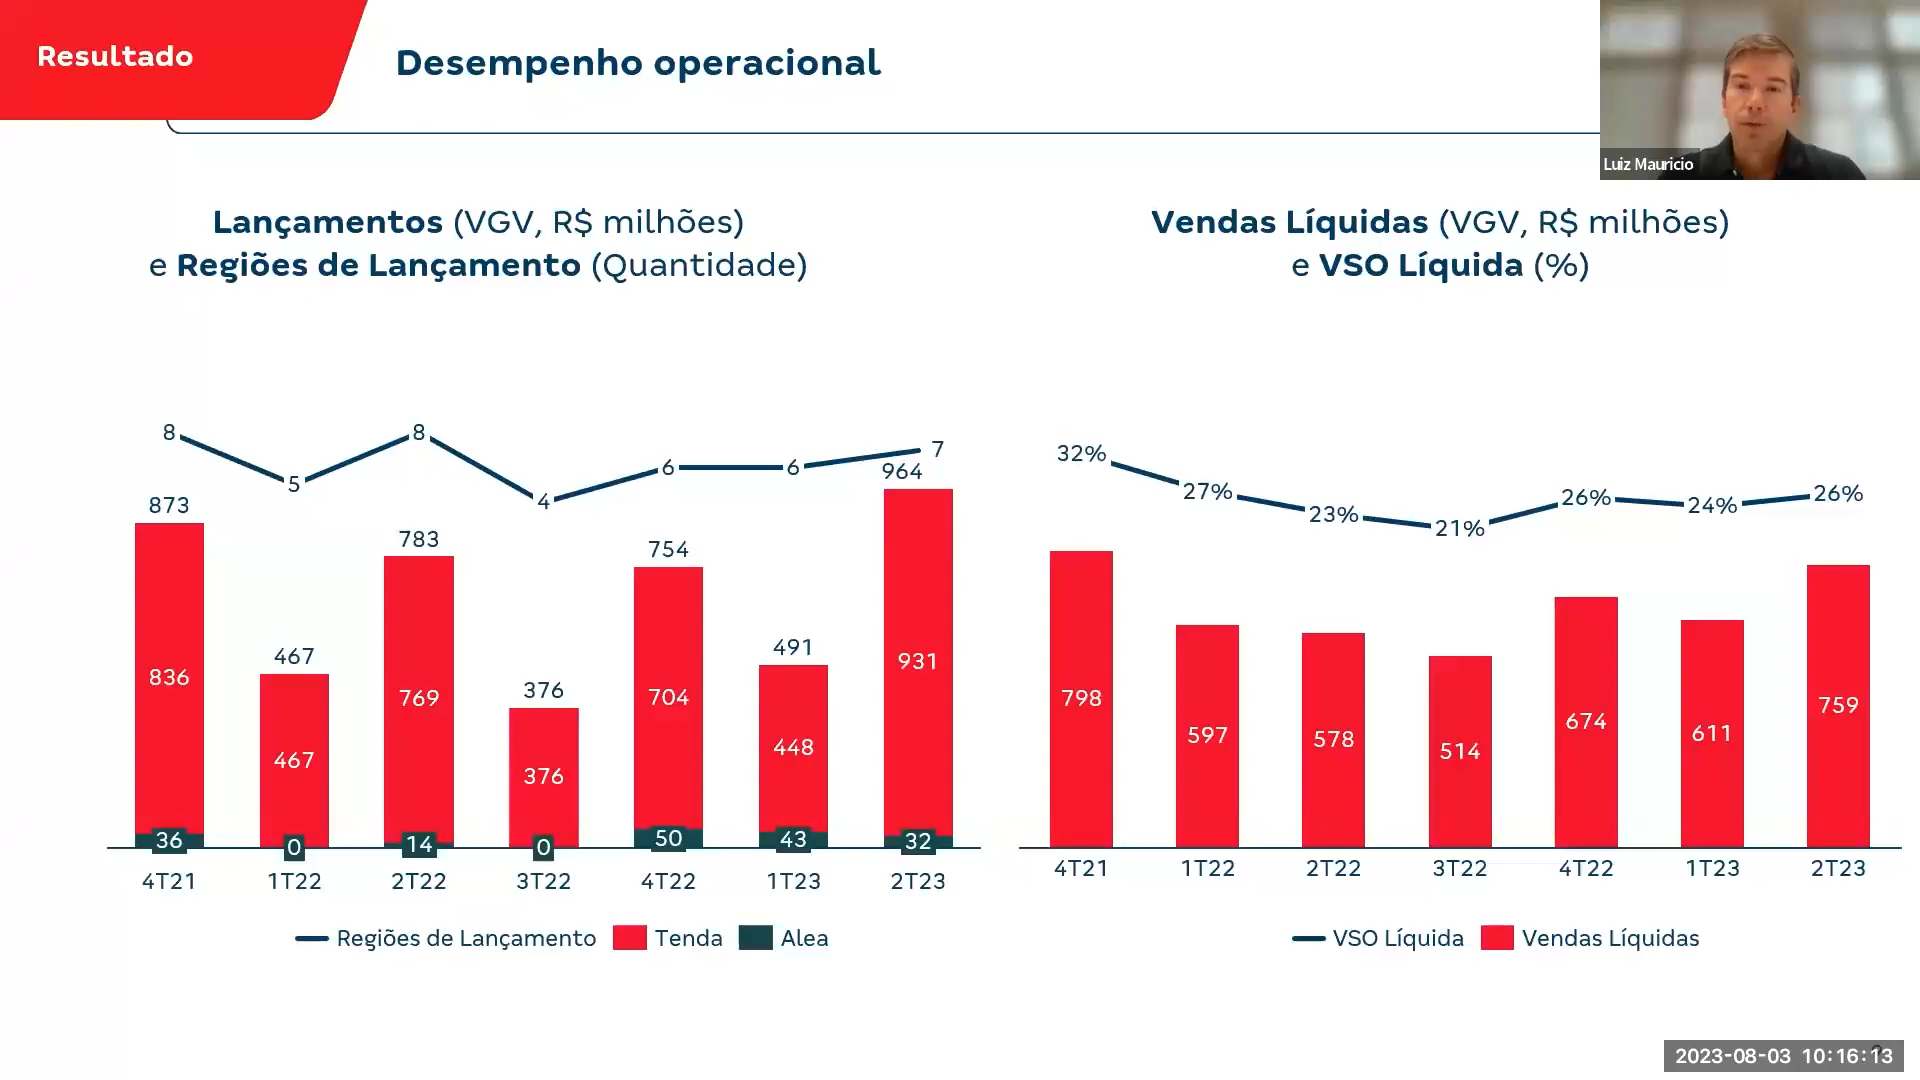 Resultado
Desempenho operacional
Luiz Mauricio
Lançamentos (VGV, R$ milhões)
e Regiões de Lançamento (Quantidade)
8
5
8
4
6
6
7
873
467
783
376
754
491
964
836
467
769
376
704
448
931
36
0
14
0
50
43
32
4T21
1T22
2T22
3T22
4T22
1T23
2T23
Regiões de Lançamento
Tenda
Alea
Vendas Líquidas (VGV, R$ milhões)
e VSO Líquida (%)
32%
27%
23%
21%
26%
24%
26%
798
597
578
514
674
611
759
4T21
1T22
2T22
3T22
4T22
1T23
2T23
VSO Líquida
Vendas Líquidas
2023-08-03 10:16:13